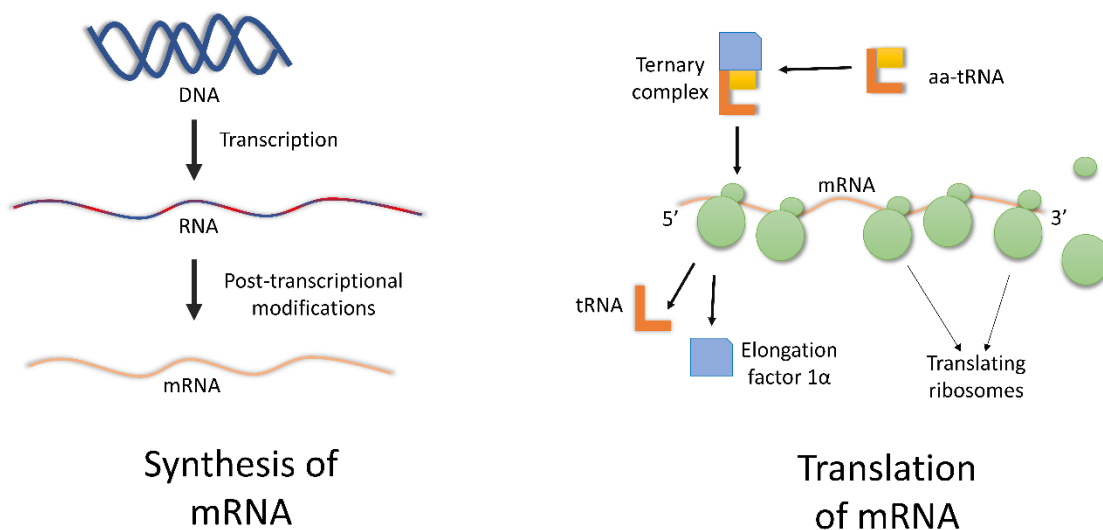 DNA
Transcription
RNA
Post-transcriptional
modifications
mRNA
Synthesis of
mRNA
Ternary
complex
aa-tRNA
mRNA
5’
3’
tRNA
Elongation
factor 1α
Translating
ribosomes
Translation
of mRNA